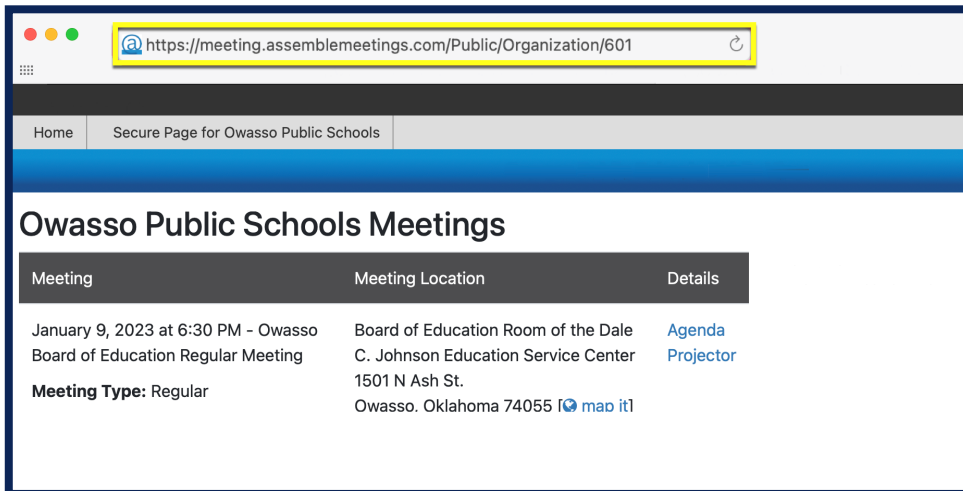 https://meeting.assemblemeetings.com/Public/Organization/601
Home Secure Page for Owasso Public Schools
Owasso Public Schools Meetings
Meeting Meeting Location Details
January 9, 2023 at 6:30 PM - Owasso Board of Education Room of the Dale Agenda
Board of Education Regular Meeting C. Johnson Education Service Center Projector
1501 N Ash St.
Meeting Type: Regular
Owasso, Oklahoma 74055 [map it]